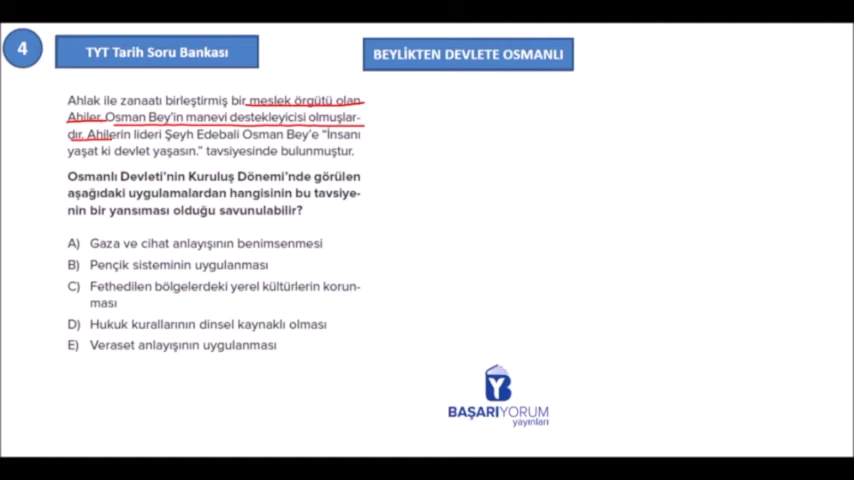 4
TYT Tarih Soru Bankası
BEYLİKTEN DEVLETE OSMANLI
Ahlak ile zanaatı birleştirmiş bir meslek örgütü olan
Ahiler, Osman Bey'in manevi destekleyicisi olmuşlar-
dır. Ahilerin lideri Şeyh Edebali Osman Bey'e "İnsanı
yaşat ki devlet yaşasın." tavsiyesinde bulunmuştur.
Osmanlı Devleti'nin Kuruluş Dönemi'nde görülen
aşağıdaki uygulamalardan hangisinin bu tavsiye-
nin bir yansıması olduğu savunulabilir?
A) Gaza ve cihat anlayışının benimsenmesi
B) Pençik sisteminin uygulanması
C) Fethedilen bölgelerdeki yerel kültürlerin korun-
ması
D) Hukuk kurallarının dinsel kaynaklı olması
E) Veraset anlayışının uygulanması
BAŞARIYORUM
yayınları